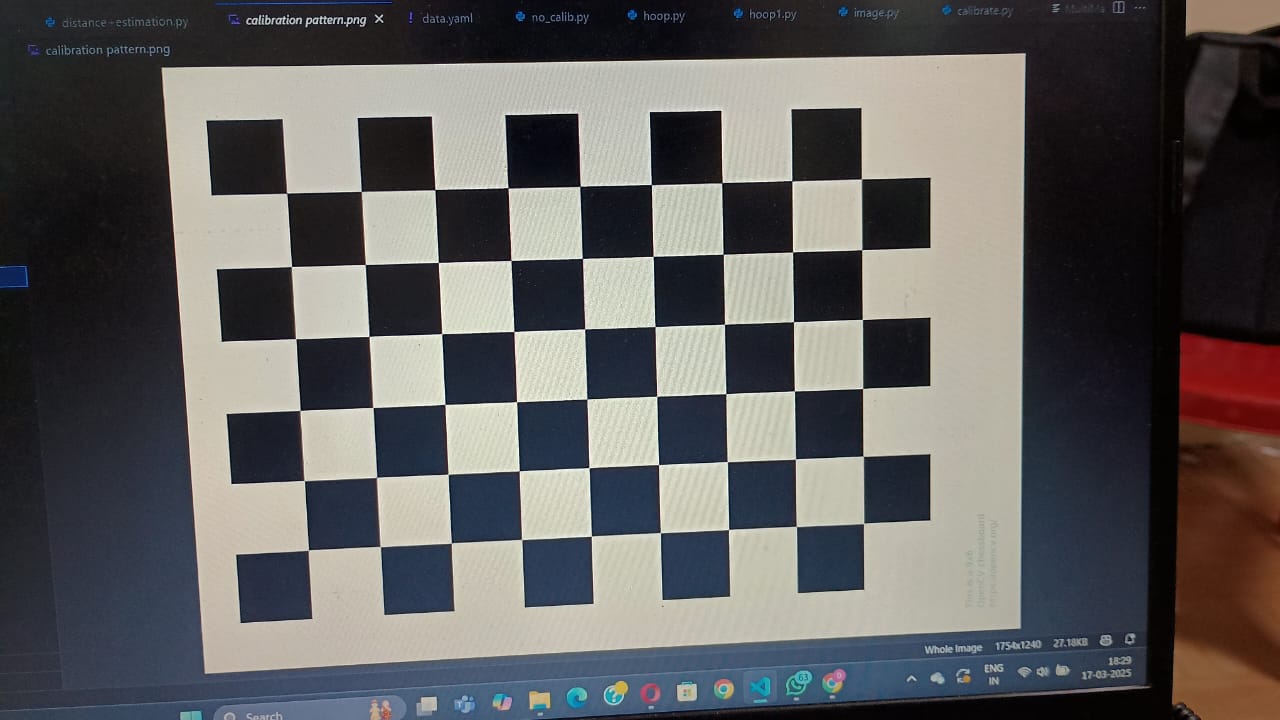 distance+estimation.py
calibration pattern.png
data.yaml
no_calib.py
hoop.py
hoop1.py
image.py
calibrate.py
calibration pattern.png
This is a 9x6
OpenCV chessboard
Whole Image 1754x1240 27.18KB
Search
63
ENG
IN
18:29
17-03-2025